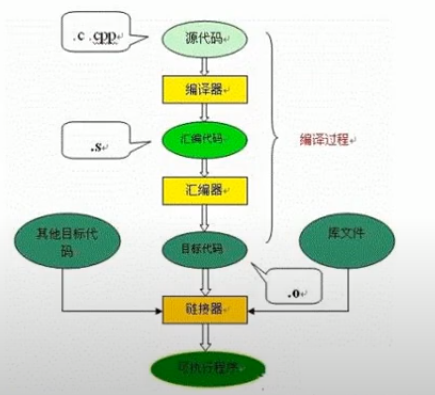 .c .cpp
源代码
编译器
.s
汇编代码
编译过程
汇编器
其他目标代
码
目标代码
库文件
.o
链接器
可执行程序